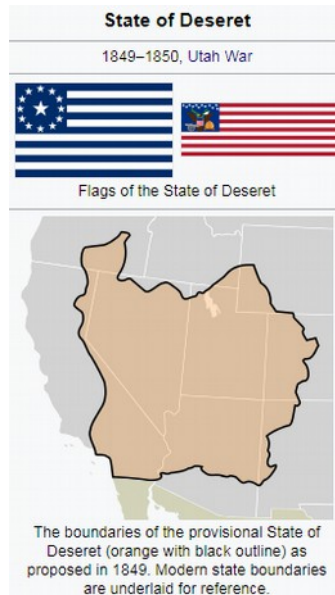 State of Deseret
1849–1850, Utah War
Flags of the State of Deseret
The boundaries of the provisional State of
Deseret (orange with black outline) as
proposed in 1849. Modern state boundaries
are underlaid for reference.